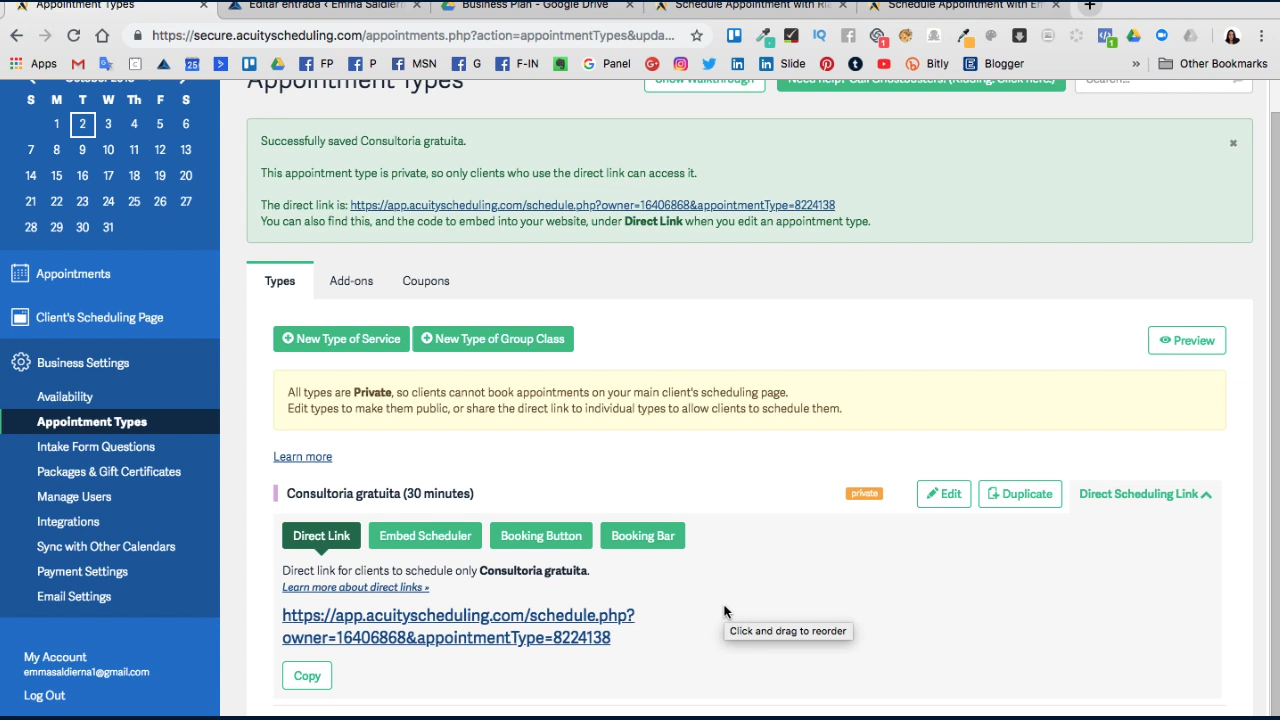 Appointment Types
Editar entrada ‹ Emma Saldiern
Business Plan - Google Drive
Schedule Appointment with
Schedule Appointment with Em
https://secure.acuityscheduling.com/appointments.php?action=appointmentTypes&upda...
Apps
FP
P
MSN
G
F-IN
Panel
Slide
Bitly
Blogger
Other Bookmarks
S M T W Th F S
1 2 3 4 5 6
7 8 9 10 11 12 13
14 15 16 17 18 19 20
21 22 23 24 25 26 27
28 29 30 31
Appointments
Client's Scheduling Page
Business Settings
Availability
Appointment Types
Intake Form Questions
Packages & Gift Certificates
Manage Users
Integrations
Sync with Other Calendars
Payment Settings
Email Settings
My Account
emmasaldierna1@gmail.com
Log Out
Appointment Types
Show Walkthrough
Need help? Call Ghostbusters! (Kidding. Click here.)
Search...
Successfully saved Consultoria gratuita.
This appointment type is private, so only clients who use the direct link can access it.
The direct link is: https://app.acuityscheduling.com/schedule.php?owner=16406868&appointmentType=8224138
You can also find this, and the code to embed into your website, under Direct Link when you edit an appointment type.
Types
Add-ons
Coupons
New Type of Service
New Type of Group Class
Preview
All types are Private, so clients cannot book appointments on your main client's scheduling page.
Edit types to make them public, or share the direct link to individual types to allow clients to schedule them.
Learn more
Consultoria gratuita (30 minutes)
private
Edit
Duplicate
Direct Scheduling Link
Direct Link
Embed Scheduler
Booking Button
Booking Bar
Direct link for clients to schedule only Consultoria gratuita.
Learn more about direct links »
https://app.acuityscheduling.com/schedule.php?
owner=16406868&appointmentType=8224138
Click and drag to reorder
Copy